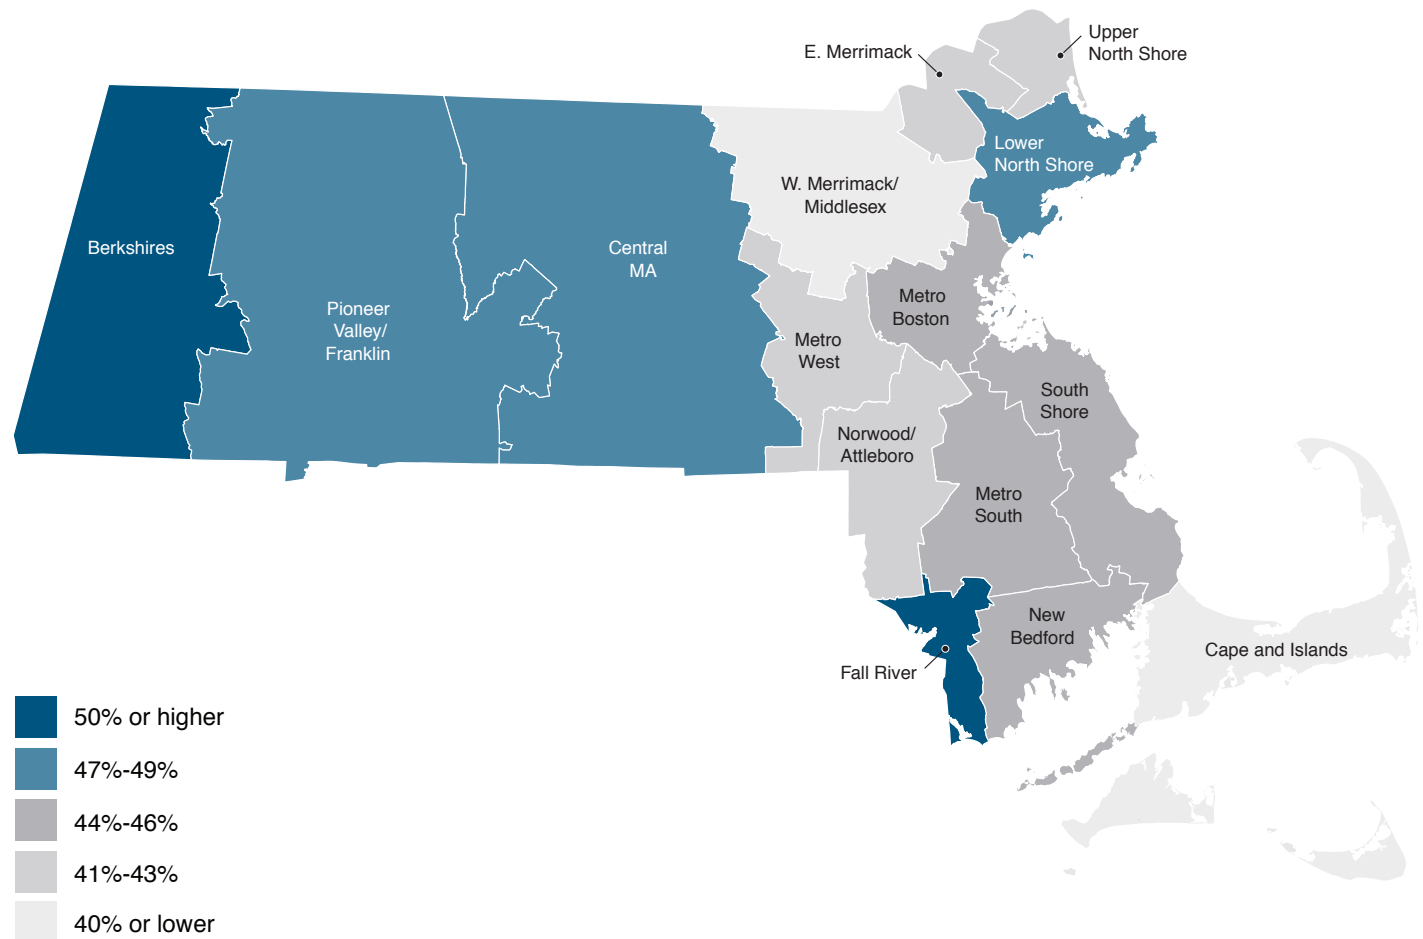 Upper
North Shore
E. Merrimack
Lower
North Shore
W. Merrimack/
Middlesex
Berkshires
Central
MA
Pioneer
Valley/
Franklin
Metro
Boston
Metro
West
South
Shore
Norwood/
Attleboro
Metro
South
New
Bedford
Cape and Islands
Fall River
50% or higher
47%-49%
44%-46%
41%-43%
40% or lower